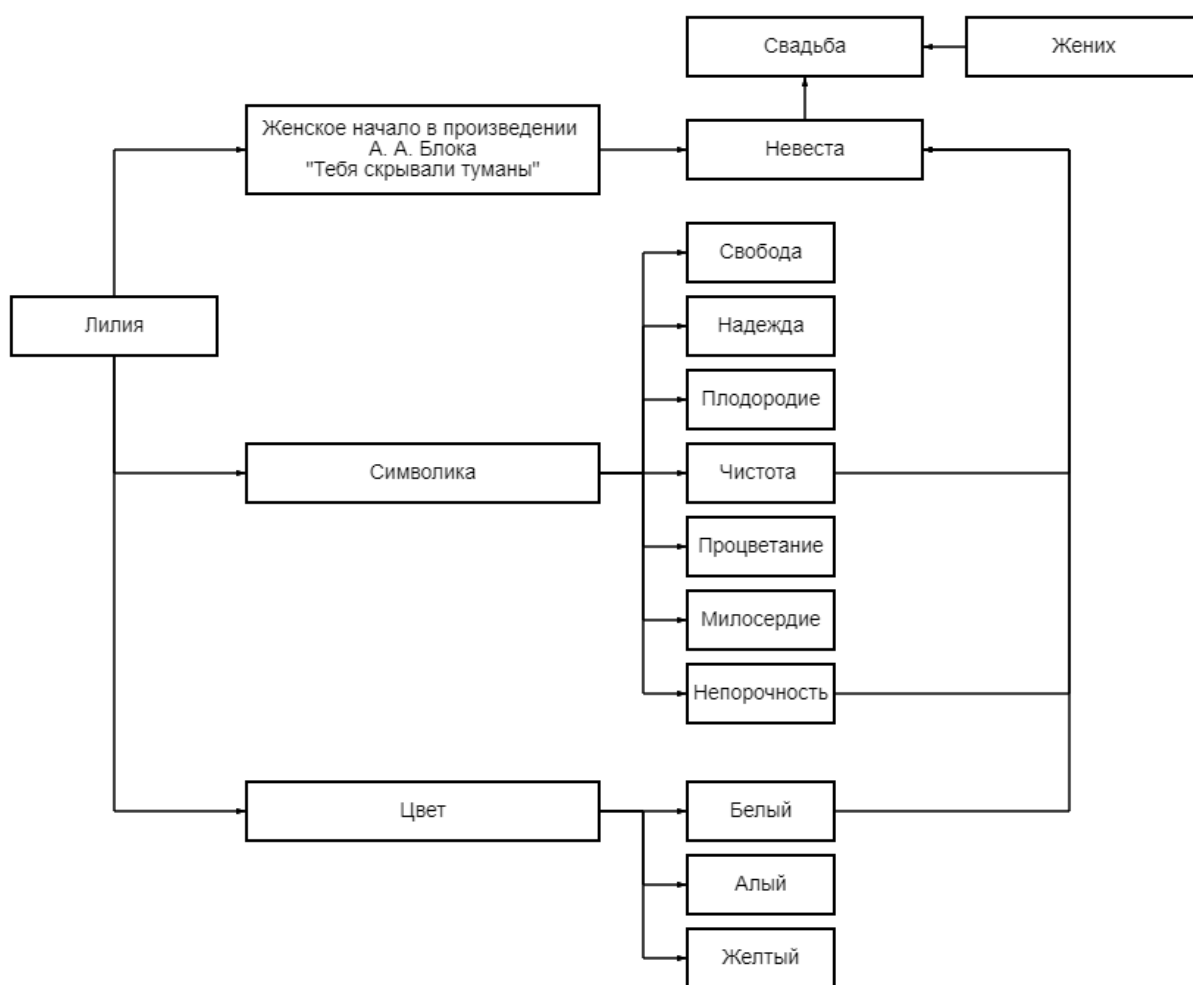 Свадьба
Жених
Женское начало в произведении
А. А. Блока
"Тебя скрывали туманы"
Невеста
Свобода
Лилия
Надежда
Плодородие
Символика
Чистота
Процветание
Милосердие
Непорочность
Цвет
Белый
Алый
Желтый